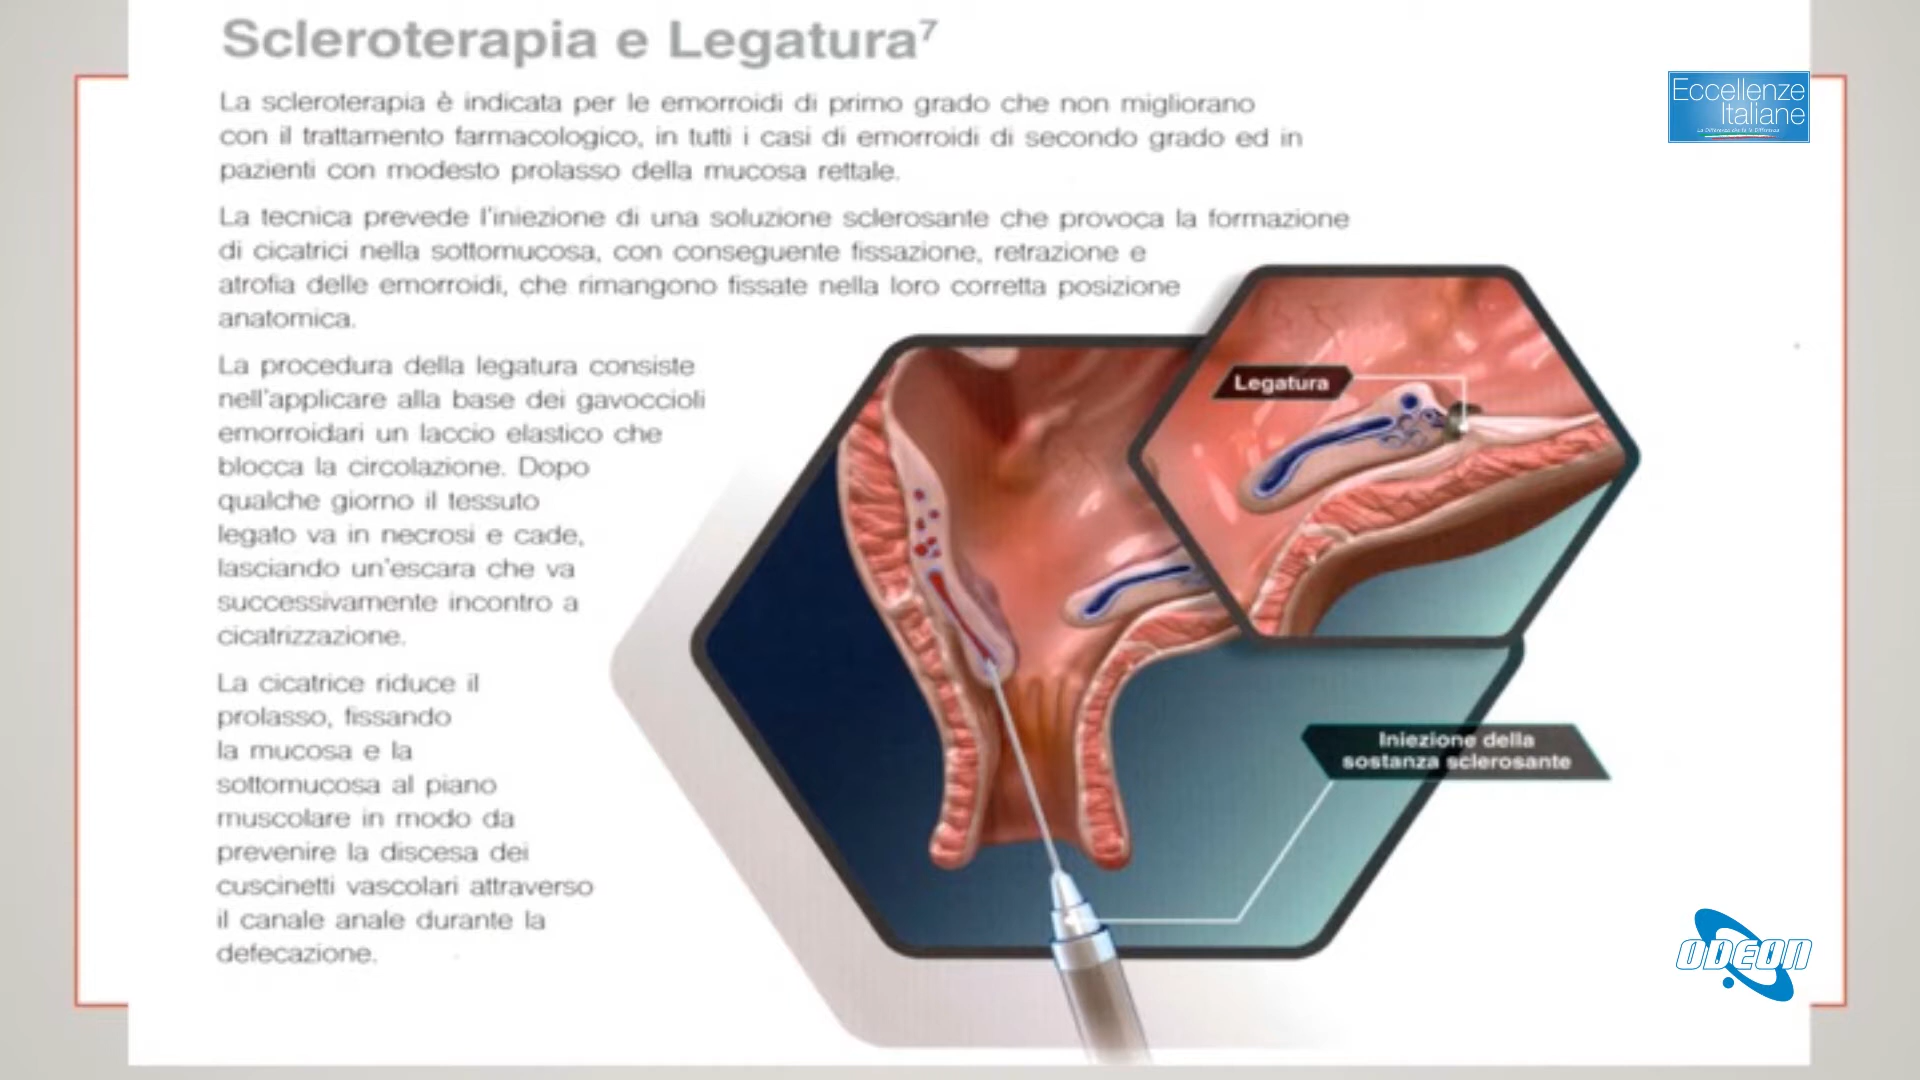 Scleroterapia e Legatura⁷
La scleroterapia è indicata per le emorroidi di primo grado che non migliorano
con il trattamento farmacologico, in tutti i casi di emorroidi di secondo grado ed in
pazienti con modesto prolasso della mucosa rettale.
La tecnica prevede l'iniezione di una soluzione sclerosante che provoca la formazione
di cicatrici nella sottomucosa, con conseguente fissazione, retrazione e
atrofia delle emorroidi, che rimangono fissate nella loro corretta posizione
anatomica.
La procedura della legatura consiste
nell'applicare alla base dei gavoccioli
emorroidari un laccio elastico che
blocca la circolazione. Dopo
qualche giorno il tessuto
legato va in necrosi e cade,
lasciando un'escara che va
successivamente incontro a
cicatrizzazione.
La cicatrice riduce il
prolasso, fissando
la mucosa e la
sottomucosa al piano
muscolare in modo da
prevenire la discesa dei
cuscinetti vascolari attraverso
il canale anale durante la
defecazione.
Legatura
Iniezione della
sostanza sclerosante
Eccellenze
Italiane
La Differenza che fa la Differenza
ODEON